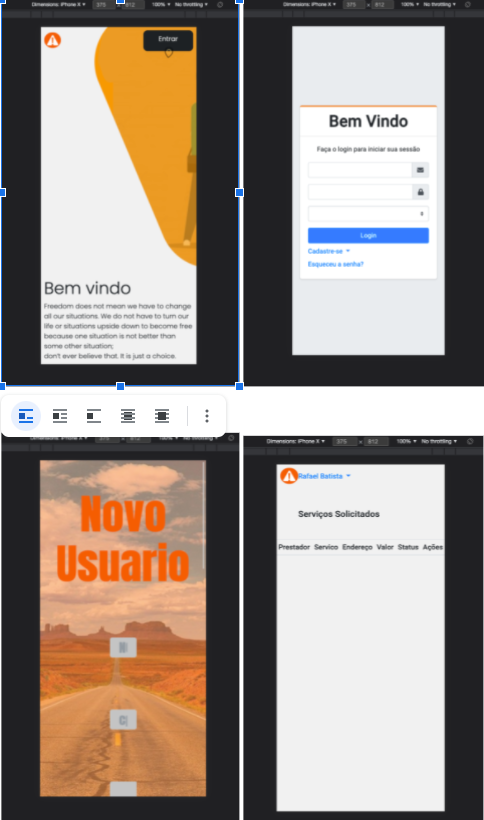 Dimensions: iPhone X ▾ 375 × 812 100% ▾ No throttling ▾
Entrar
Bem vindo
Freedom does not mean we have to change
all our situations. We do not have to turn our
life or situations upside down to become free
because one situation is not better than
some other situation;
don't ever believe that. It is just a choice.
Dimensions: iPhone X ▾ 375 × 812 100% ▾ No throttling ▾
Bem Vindo
Faça o login para iniciar sua sessão
Login
Cadastre-se
Esqueceu a senha?
Dimensions: iPhone X ▾ 375 × 812 100% ▾ No throttling ▾
Novo
Usuario
Dimensions: iPhone X ▾ 375 × 812 100% ▾ No throttling ▾
Rafael Batista
Serviços Solicitados
Prestador Servico Endereço Valor Status Ações